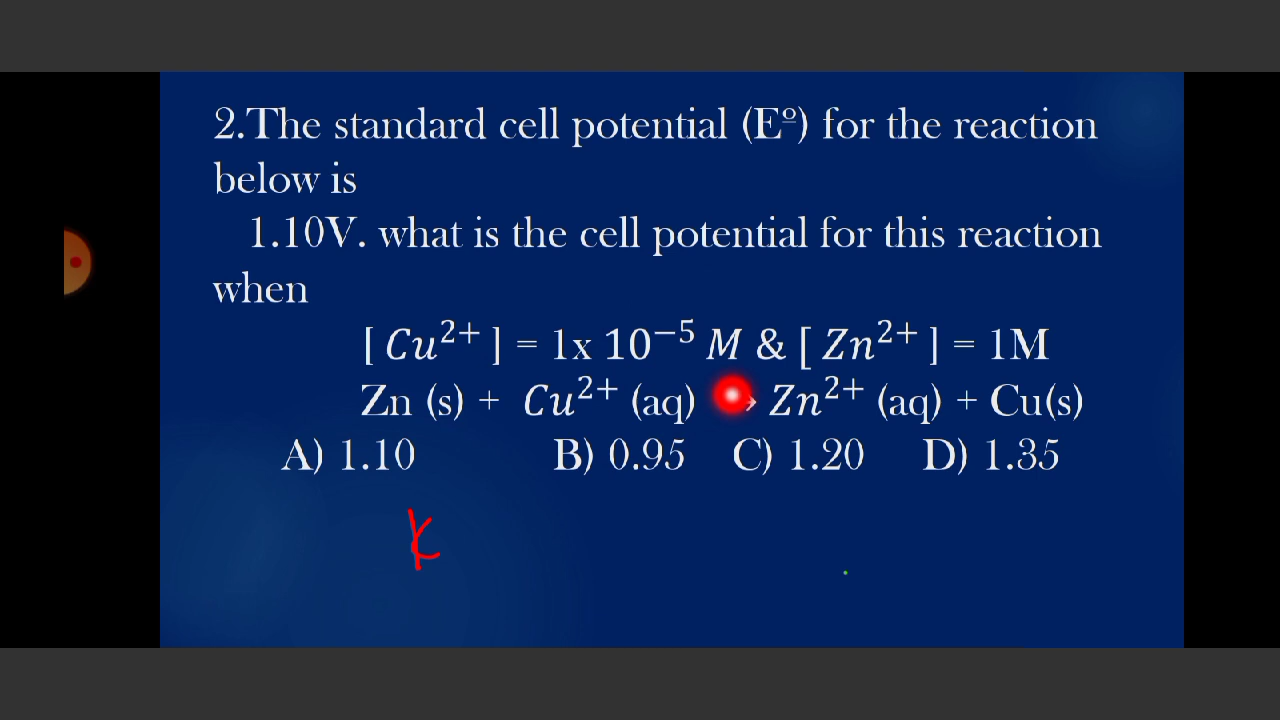 2.The standard cell potential (Eº) for the reaction
below is
1.10V. what is the cell potential for this reaction
when
[ Cu²⁺ ] = 1x 10⁻⁵ M & [ Zn²⁺ ] = 1M
Zn (s) + Cu²⁺ (aq) → Zn²⁺ (aq) + Cu(s)
A) 1.10 B) 0.95 C) 1.20 D) 1.35
K